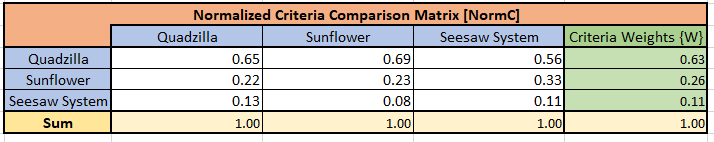 Normalized Criteria Comparison Matrix [NormC]
Quadzilla Sunflower Seesaw System Criteria Weights {W}
Quadzilla 0.65 0.69 0.56 0.63
Sunflower 0.22 0.23 0.33 0.26
Seesaw System 0.13 0.08 0.11 0.11
Sum 1.00 1.00 1.00 1.00